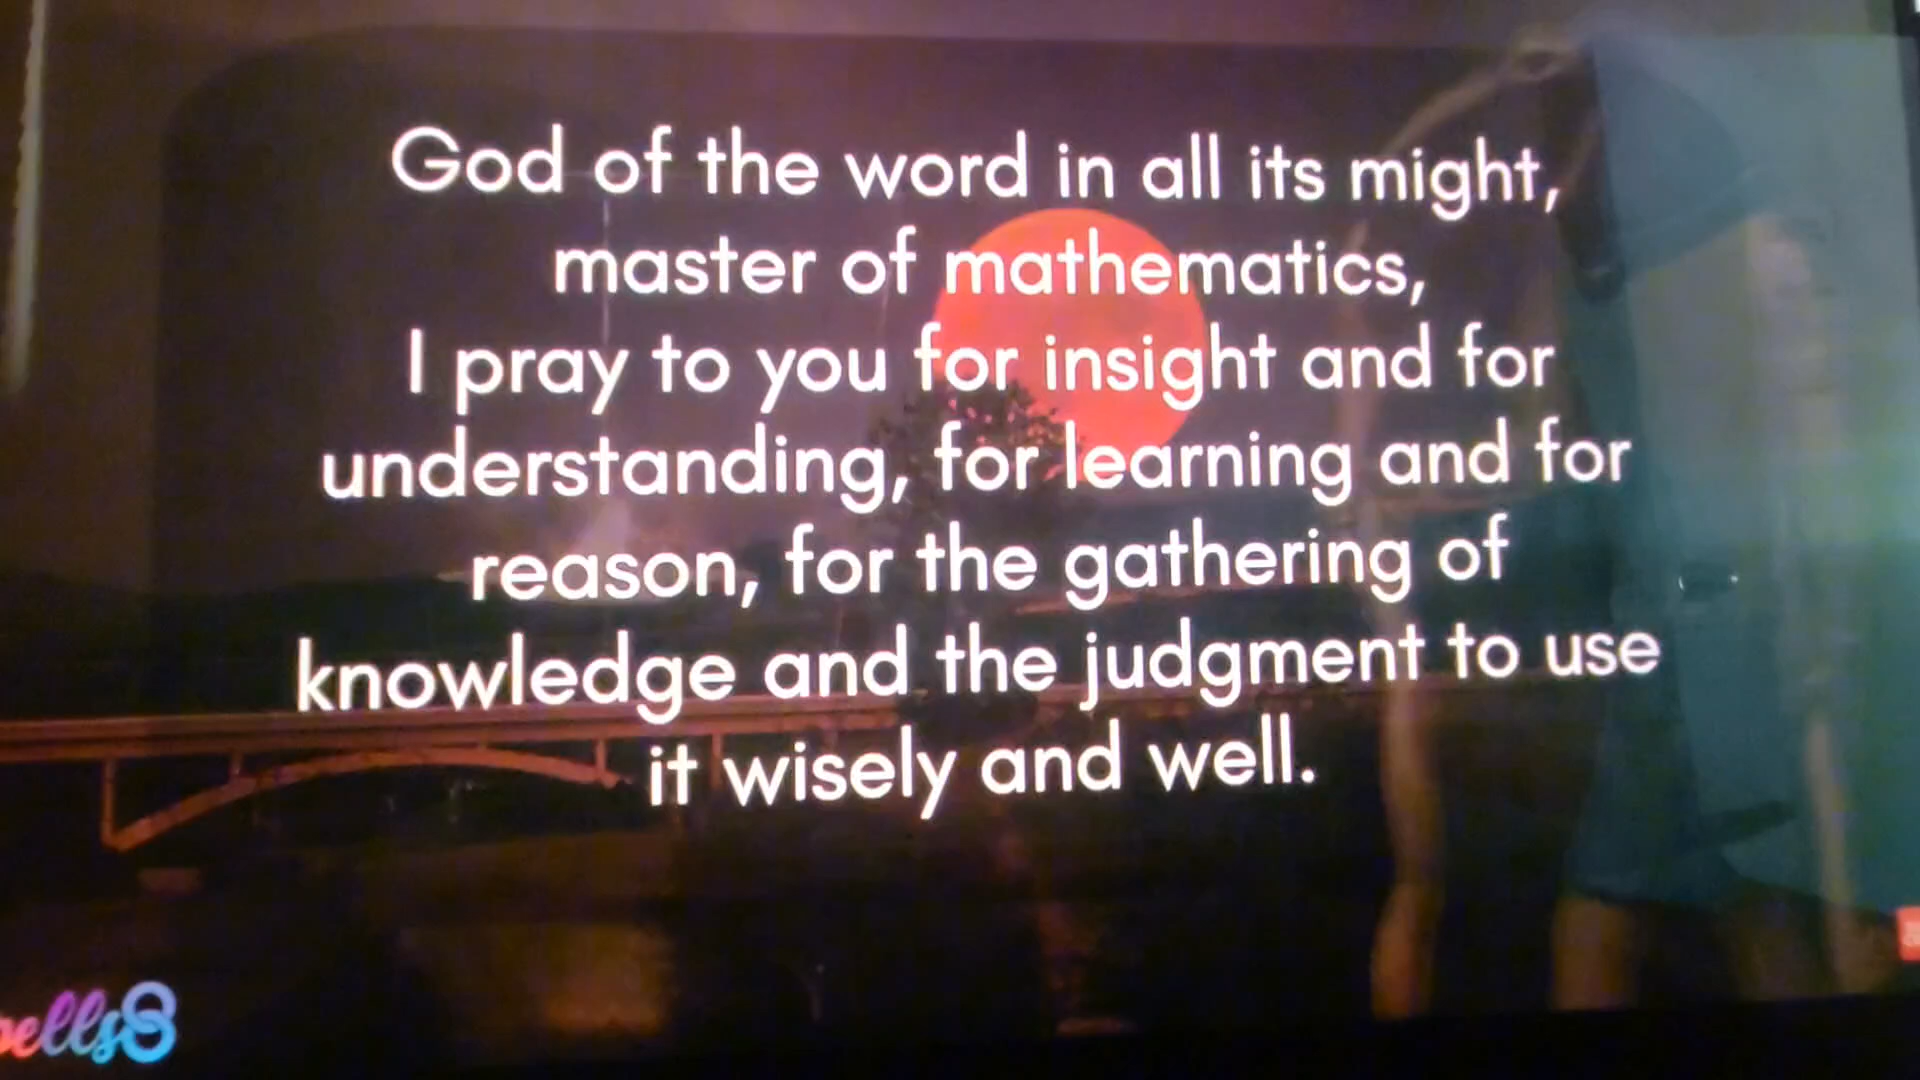 God of the word in all its might,
master of mathematics,
I pray to you for insight and for
understanding, for learning and for
reason, for the gathering of
knowledge and the judgment to use
it wisely and well.
pells8